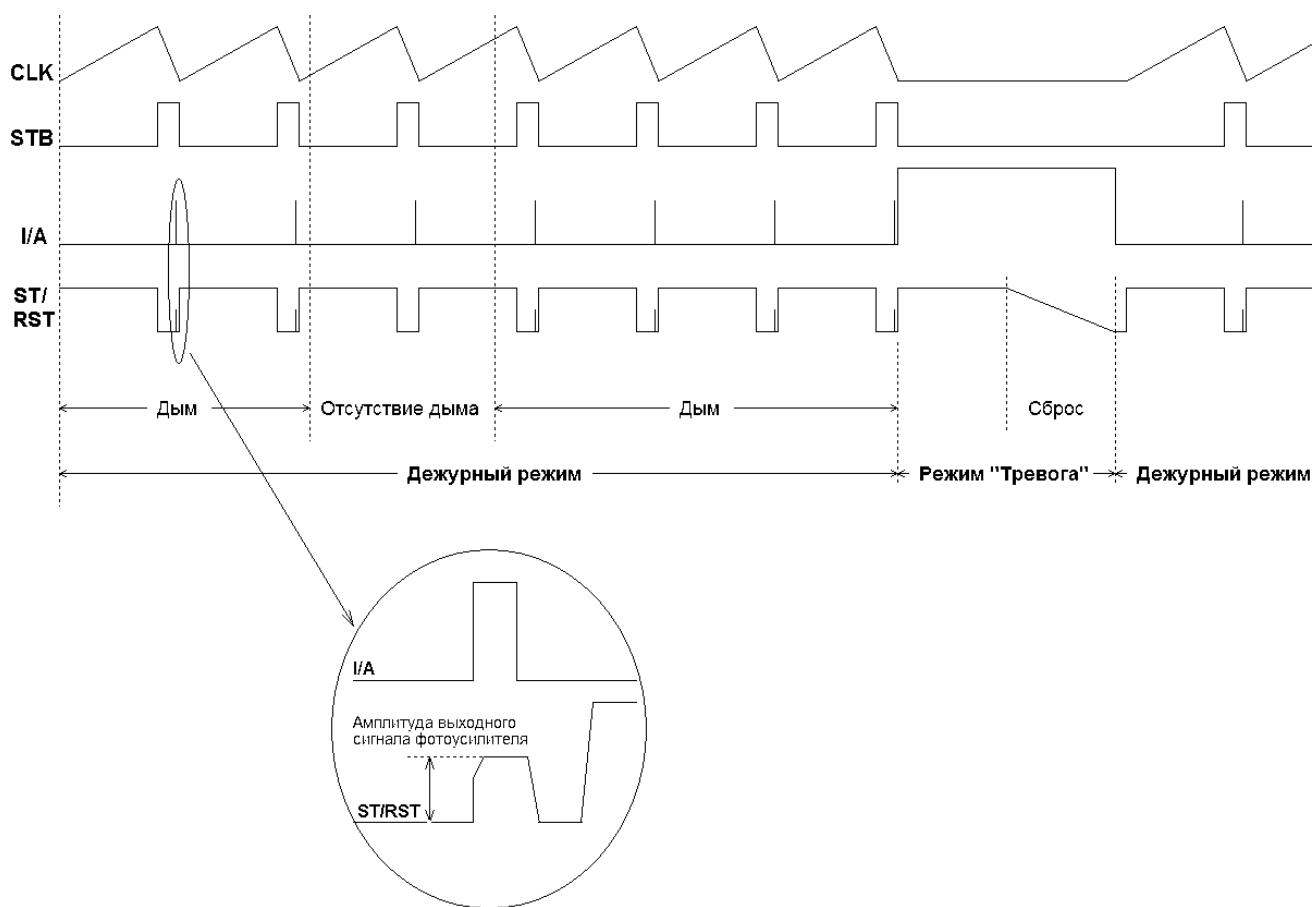 CLK
STB
I/A
ST/
RST
Дым
Отсутствие дыма
Дым
Сброс
Дежурный режим
Режим "Тревога"
Дежурный режим
I/A
Амплитуда выходного
сигнала фотоусилителя
ST/RST